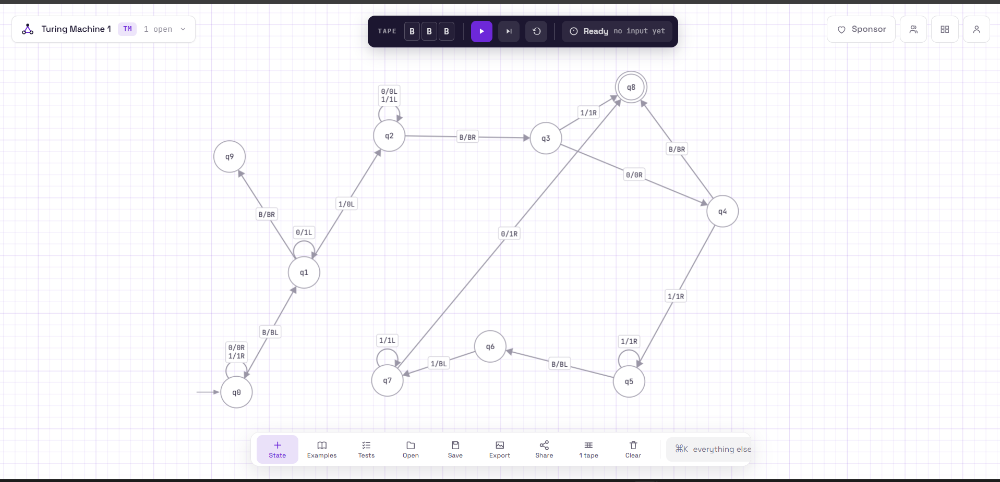 Turing Machine 1 TM 1 open
TAPE B B B Ready no input yet
Sponsor
q8
0/0L
1/1L
1/1R
q2
B/BR
q3
B/BR
q9
0/0R
1/0L
B/BR
q4
0/1L
0/1R
q1
1/1R
B/BL
0/0R
1/1R
1/1L
q6
1/1R
1/BL
B/BL
q7
q5
q0
State Examples Tests Open Save Export Share 1 tape Clear ⌘K everything else